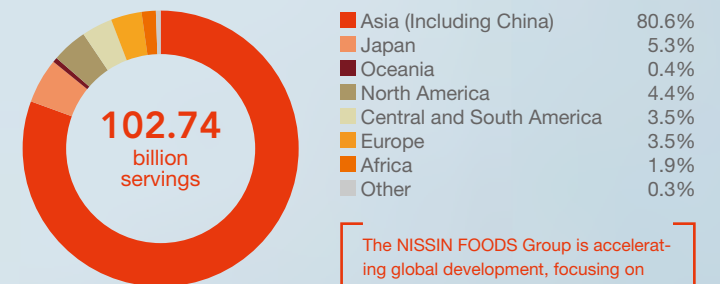 102.74
billion
servings
Asia (Including China) 80.6%
Japan 5.3%
Oceania 0.4%
North America 4.4%
Central and South America 3.5%
Europe 3.5%
Africa 1.9%
Other 0.3%
The NISSIN FOODS Group is accelerat-
ing global development, focusing on